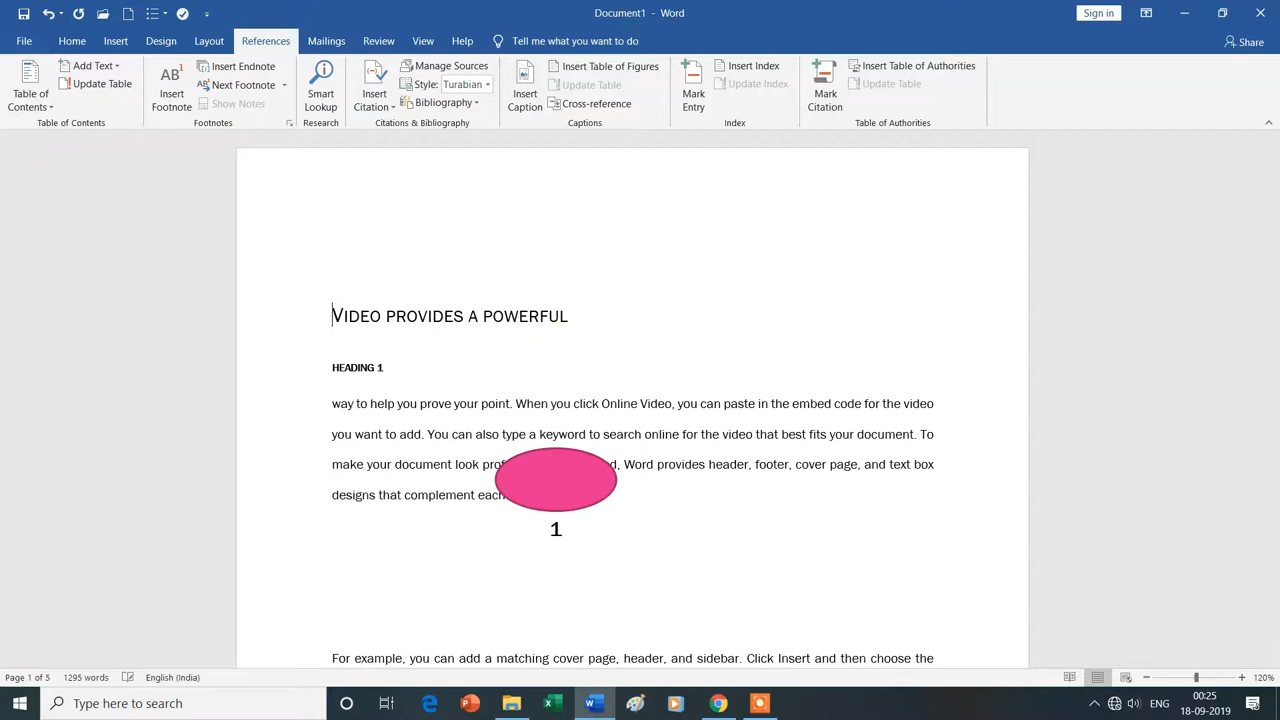 Document1 - Word
Sign in
File Home Insert Design Layout References Mailings Review View Help Tell me what you want to do Share
Table of Contents
Add Text
Update Table
Table of Contents
AB1
Insert Footnote
Insert Endnote
Next Footnote
Show Notes
Footnotes
Smart Lookup
Research
Insert Citation
Manage Sources
Style: Turabian
Bibliography
Citations & Bibliography
Insert Caption
Insert Table of Figures
Update Table
Cross-reference
Captions
Mark Entry
Insert Index
Update Index
Index
Mark Citation
Insert Table of Authorities
Update Table
Table of Authorities
VIDEO PROVIDES A POWERFUL
HEADING 1
way to help you prove your point. When you click Online Video, you can paste in the embed code for the video
you want to add. You can also type a keyword to search online for the video that best fits your document. To
make your document look prof d, Word provides header, footer, cover page, and text box
designs that complement each
1
For example, you can add a matching cover page, header, and sidebar. Click Insert and then choose the
Page 1 of 5 1295 words English (India) 120%
Type here to search
ENG
00:25
18-09-2019